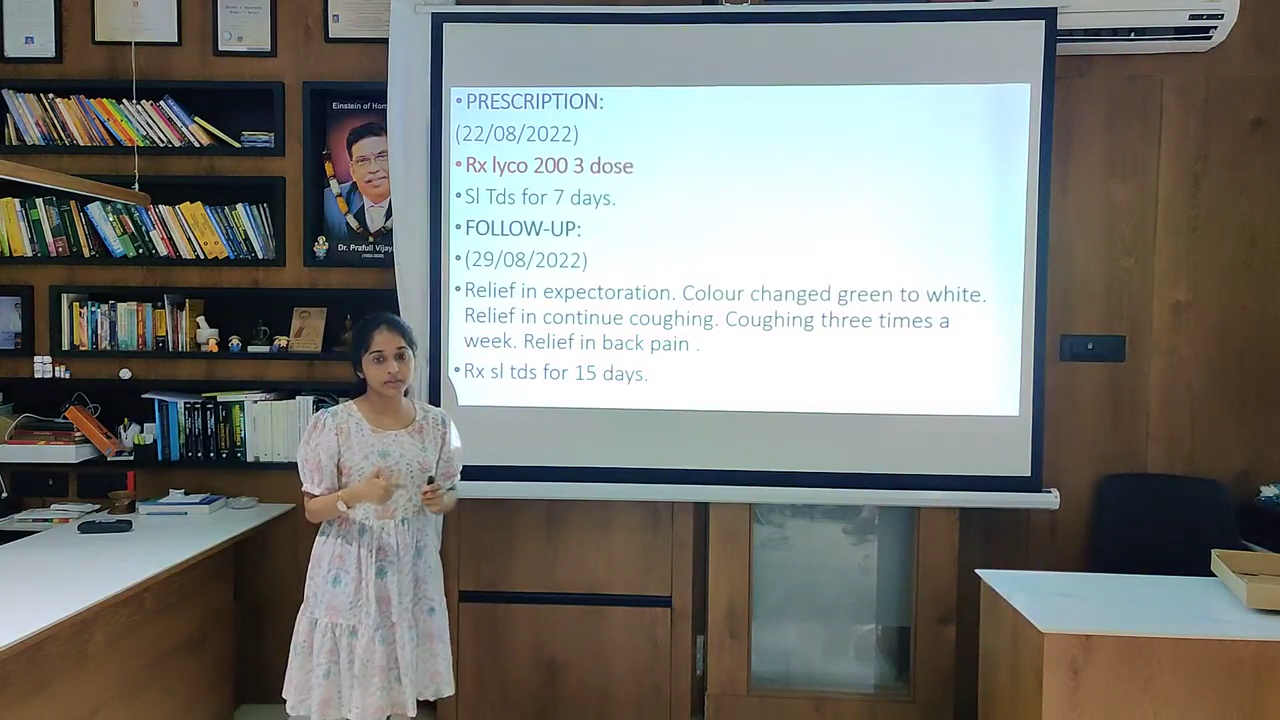 Einstein of Hom
Dr. Prafull Vijay
• PRESCRIPTION:
(22/08/2022)
• Rx lyco 200 3 dose
• Sl Tds for 7 days.
• FOLLOW-UP:
• (29/08/2022)
• Relief in expectoration. Colour changed green to white.
Relief in continue coughing. Coughing three times a
week. Relief in back pain .
• Rx sl tds for 15 days.